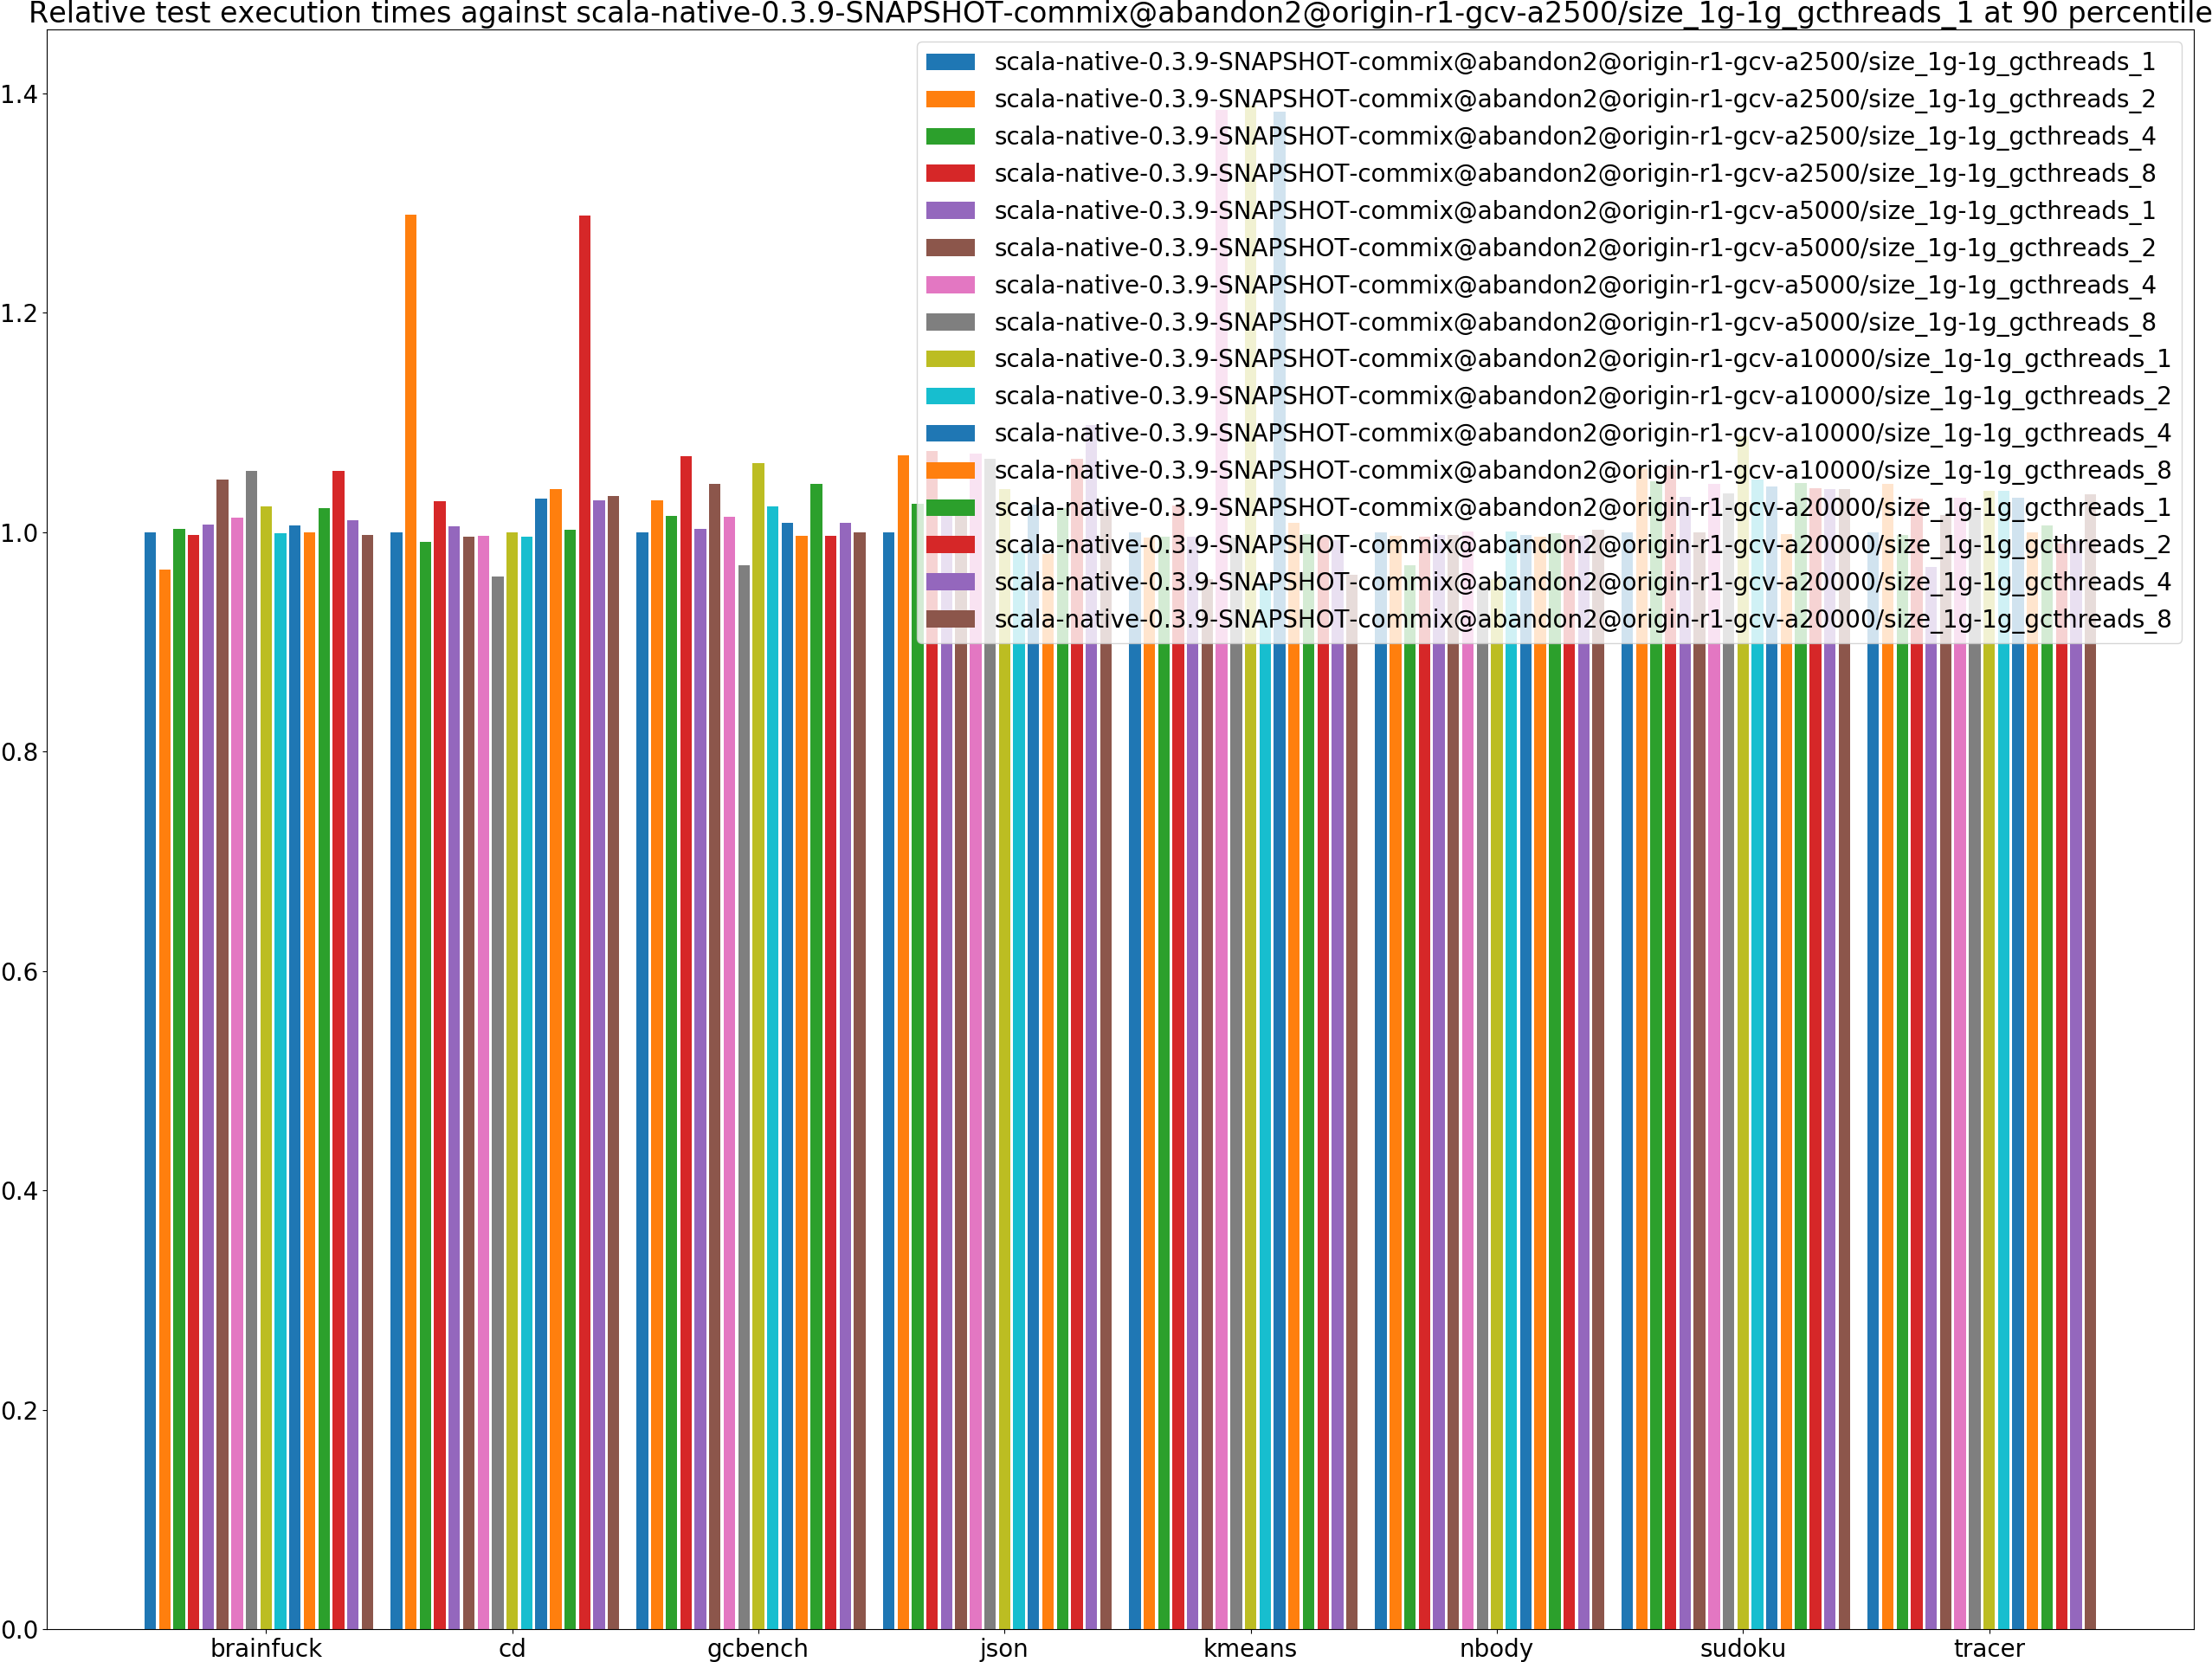 Relative test execution times against scala-native-0.3.9-SNAPSHOT-commix@abandon2@origin-r1-gcv-a2500/size_1g-1g_gcthreads_1 at 90 percentile
scala-native-0.3.9-SNAPSHOT-commix@abandon2@origin-r1-gcv-a2500/size_1g-1g_gcthreads_1
scala-native-0.3.9-SNAPSHOT-commix@abandon2@origin-r1-gcv-a2500/size_1g-1g_gcthreads_2
scala-native-0.3.9-SNAPSHOT-commix@abandon2@origin-r1-gcv-a2500/size_1g-1g_gcthreads_4
scala-native-0.3.9-SNAPSHOT-commix@abandon2@origin-r1-gcv-a2500/size_1g-1g_gcthreads_8
scala-native-0.3.9-SNAPSHOT-commix@abandon2@origin-r1-gcv-a5000/size_1g-1g_gcthreads_1
scala-native-0.3.9-SNAPSHOT-commix@abandon2@origin-r1-gcv-a5000/size_1g-1g_gcthreads_2
scala-native-0.3.9-SNAPSHOT-commix@abandon2@origin-r1-gcv-a5000/size_1g-1g_gcthreads_4
scala-native-0.3.9-SNAPSHOT-commix@abandon2@origin-r1-gcv-a5000/size_1g-1g_gcthreads_8
scala-native-0.3.9-SNAPSHOT-commix@abandon2@origin-r1-gcv-a10000/size_1g-1g_gcthreads_1
scala-native-0.3.9-SNAPSHOT-commix@abandon2@origin-r1-gcv-a10000/size_1g-1g_gcthreads_2
scala-native-0.3.9-SNAPSHOT-commix@abandon2@origin-r1-gcv-a10000/size_1g-1g_gcthreads_4
scala-native-0.3.9-SNAPSHOT-commix@abandon2@origin-r1-gcv-a10000/size_1g-1g_gcthreads_8
scala-native-0.3.9-SNAPSHOT-commix@abandon2@origin-r1-gcv-a20000/size_1g-1g_gcthreads_1
scala-native-0.3.9-SNAPSHOT-commix@abandon2@origin-r1-gcv-a20000/size_1g-1g_gcthreads_2
scala-native-0.3.9-SNAPSHOT-commix@abandon2@origin-r1-gcv-a20000/size_1g-1g_gcthreads_4
scala-native-0.3.9-SNAPSHOT-commix@abandon2@origin-r1-gcv-a20000/size_1g-1g_gcthreads_8
1.4
1.2
1.0
0.8
0.6
0.4
0.2
0.0
brainfuck cd gcbench json kmeans nbody sudoku tracer